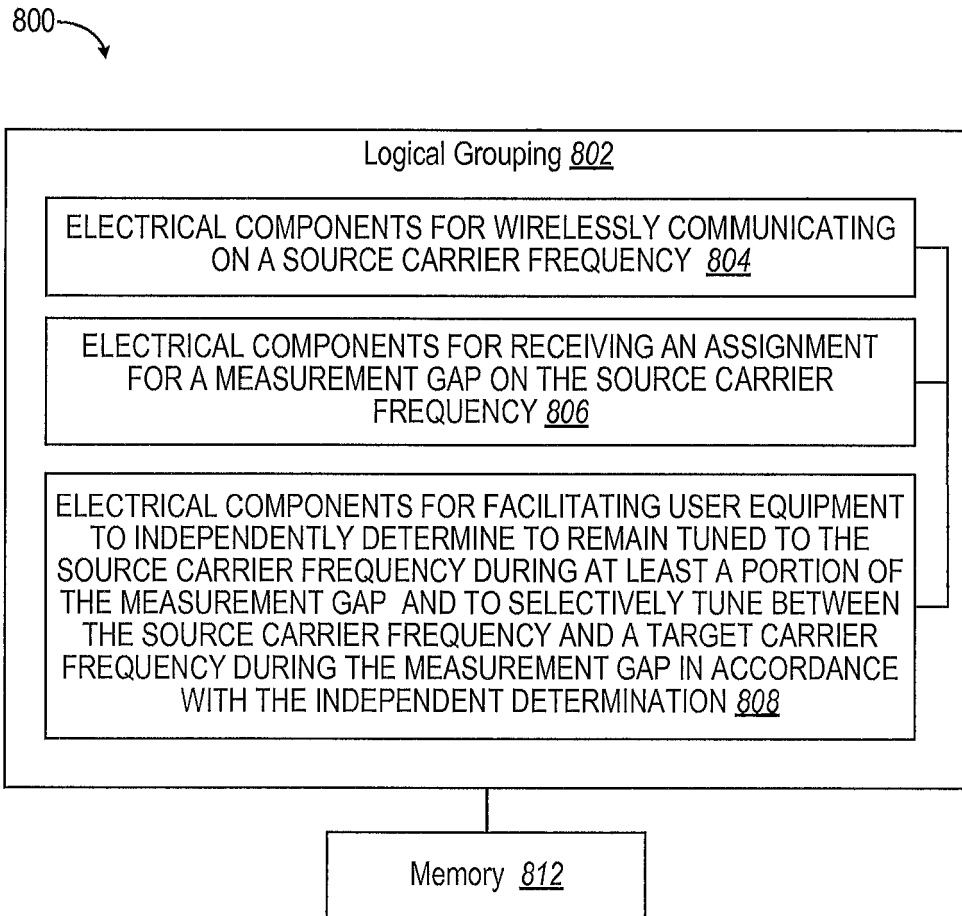 800
Logical Grouping 802
ELECTRICAL COMPONENTS FOR WIRELESSLY COMMUNICATING
ON A SOURCE CARRIER FREQUENCY 804
ELECTRICAL COMPONENTS FOR RECEIVING AN ASSIGNMENT
FOR A MEASUREMENT GAP ON THE SOURCE CARRIER
FREQUENCY 806
ELECTRICAL COMPONENTS FOR FACILITATING USER EQUIPMENT
TO INDEPENDENTLY DETERMINE TO REMAIN TUNED TO THE
SOURCE CARRIER FREQUENCY DURING AT LEAST A PORTION OF
THE MEASUREMENT GAP AND TO SELECTIVELY TUNE BETWEEN
THE SOURCE CARRIER FREQUENCY AND A TARGET CARRIER
FREQUENCY DURING THE MEASUREMENT GAP IN ACCORDANCE
WITH THE INDEPENDENT DETERMINATION 808
Memory 812